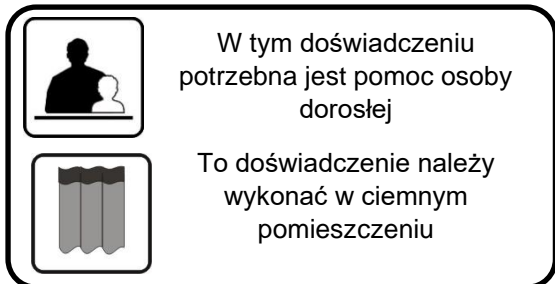 W tym doświadczeniu
potrzebna jest pomoc osoby
dorosłej
To doświadczenie należy
wykonać w ciemnym
pomieszczeniu